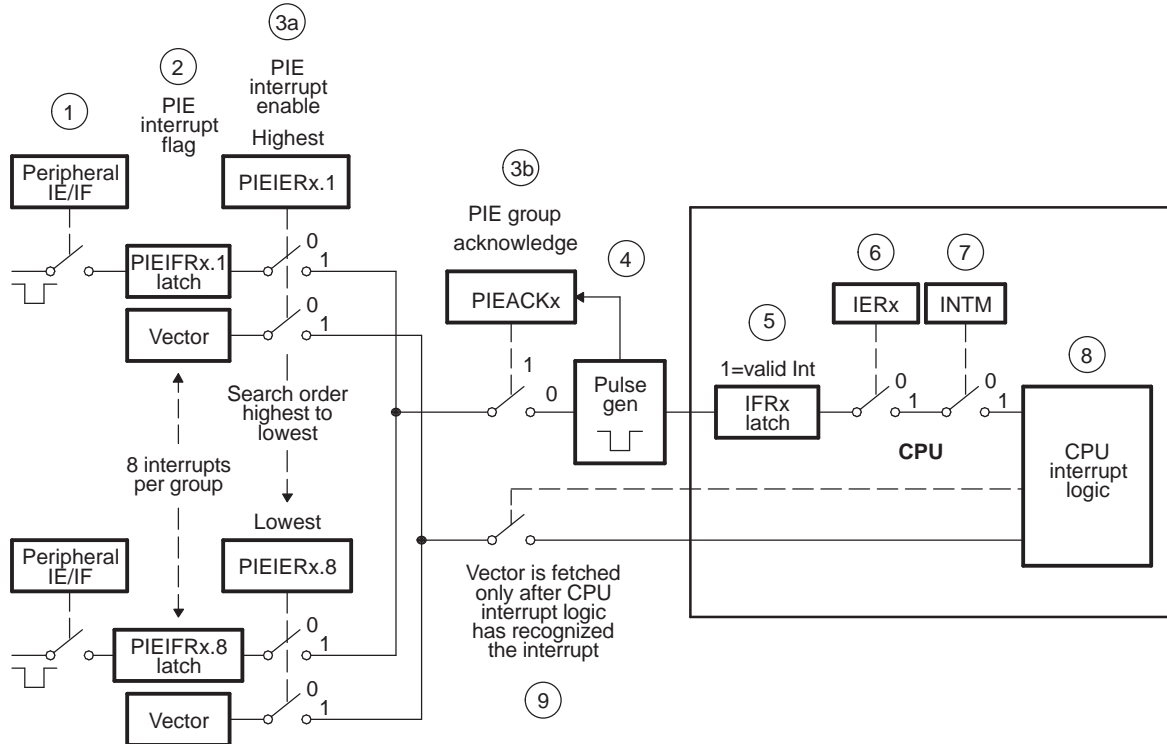 1
Peripheral
IE/IF
2
PIE
interrupt
flag
3a
PIE
interrupt
enable
Highest
PIEIERx.1
PIEIFRx.1
latch
0
1
Vector
0
1
Search order
highest to
lowest
8 interrupts
per group
Lowest
Peripheral
IE/IF
PIEIERx.8
PIEIFRx.8
latch
0
1
Vector
0
1
3b
PIE group
acknowledge
PIEACKx
4
1
0
Pulse
gen
5
1=valid Int
IFRx
latch
6
IERx
0
1
7
INTM
0
1
CPU
8
CPU
interrupt
logic
Vector is fetched
only after CPU
interrupt logic
has recognized
the interrupt
9